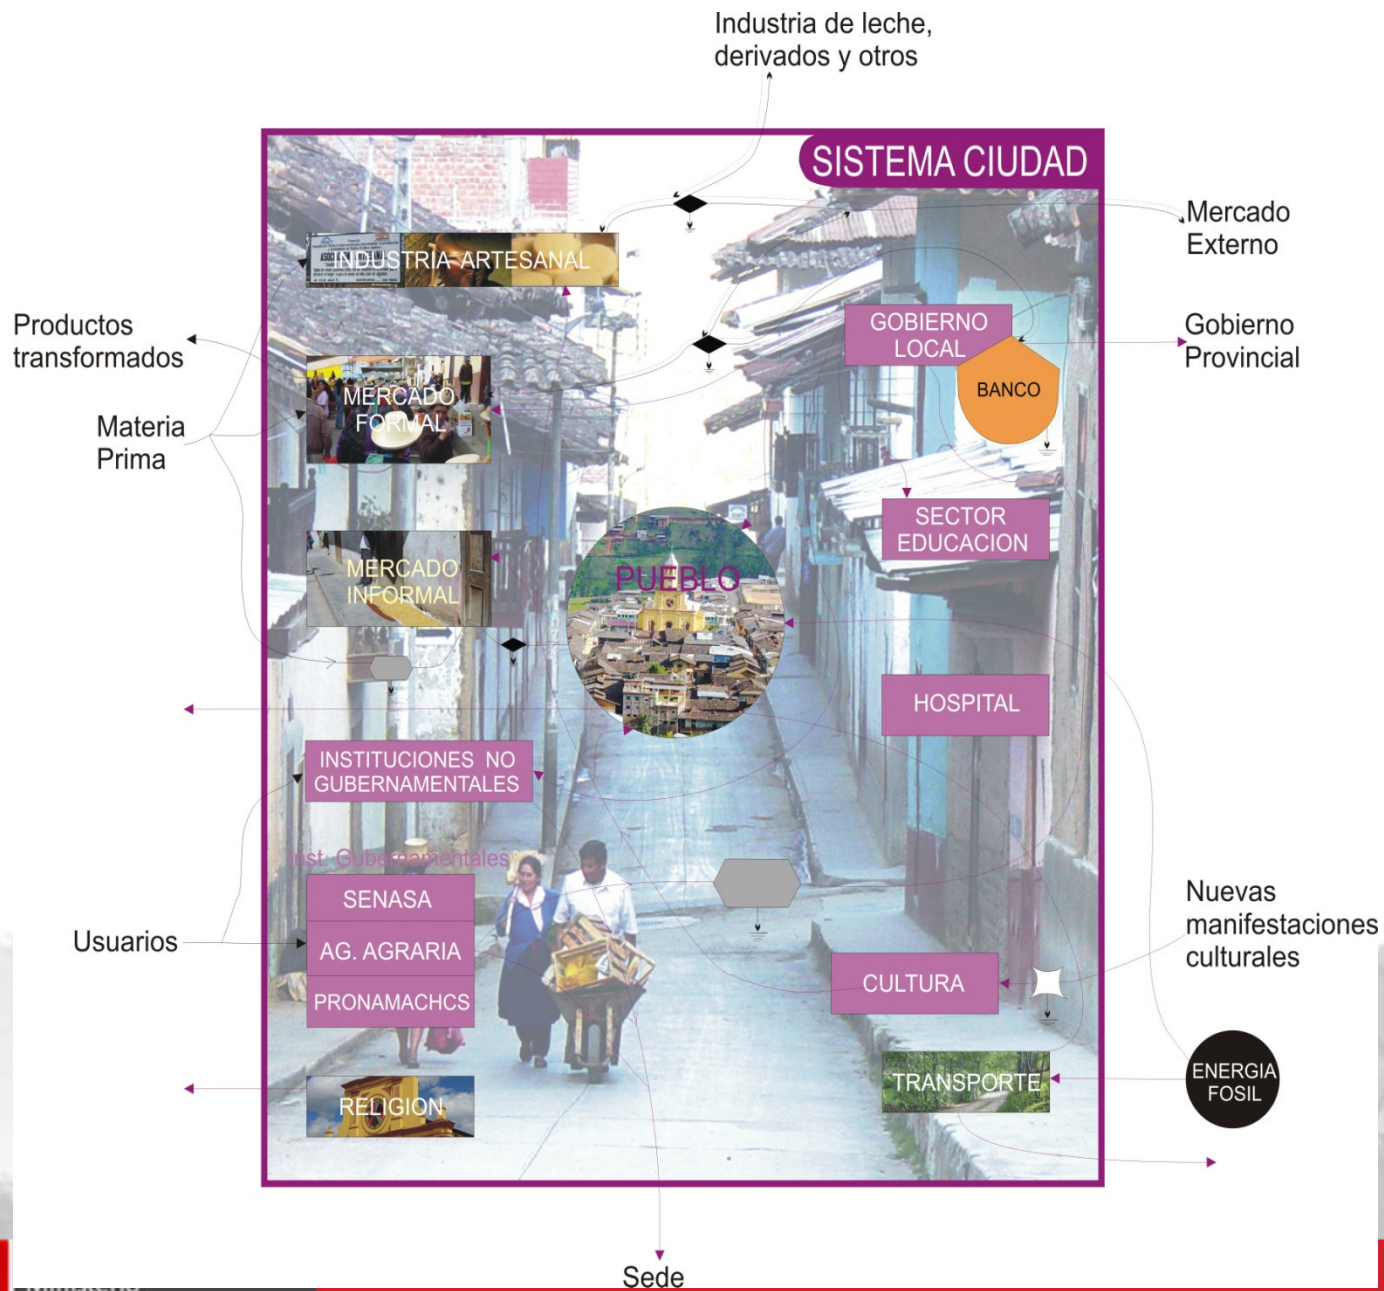 Industria de leche,
derivados y otros
SISTEMA CIUDAD
Mercado
Externo
INDUSTRIA ARTESANAL
Productos
transformados
GOBIERNO
LOCAL
Gobierno
Provincial
BANCO
MERCADO
FORMAL
Materia
Prima
SECTOR
EDUCACION
MERCADO
INFORMAL
PUEBLO
HOSPITAL
INSTITUCIONES NO
GUBERNAMENTALES
Inst. Gubernamentales
SENASA
AG. AGRARIA
PRONAMACHCS
Usuarios
Nuevas
manifestaciones
culturales
CULTURA
TRANSPORTE
ENERGIA
FOSIL
RELIGION
Sede